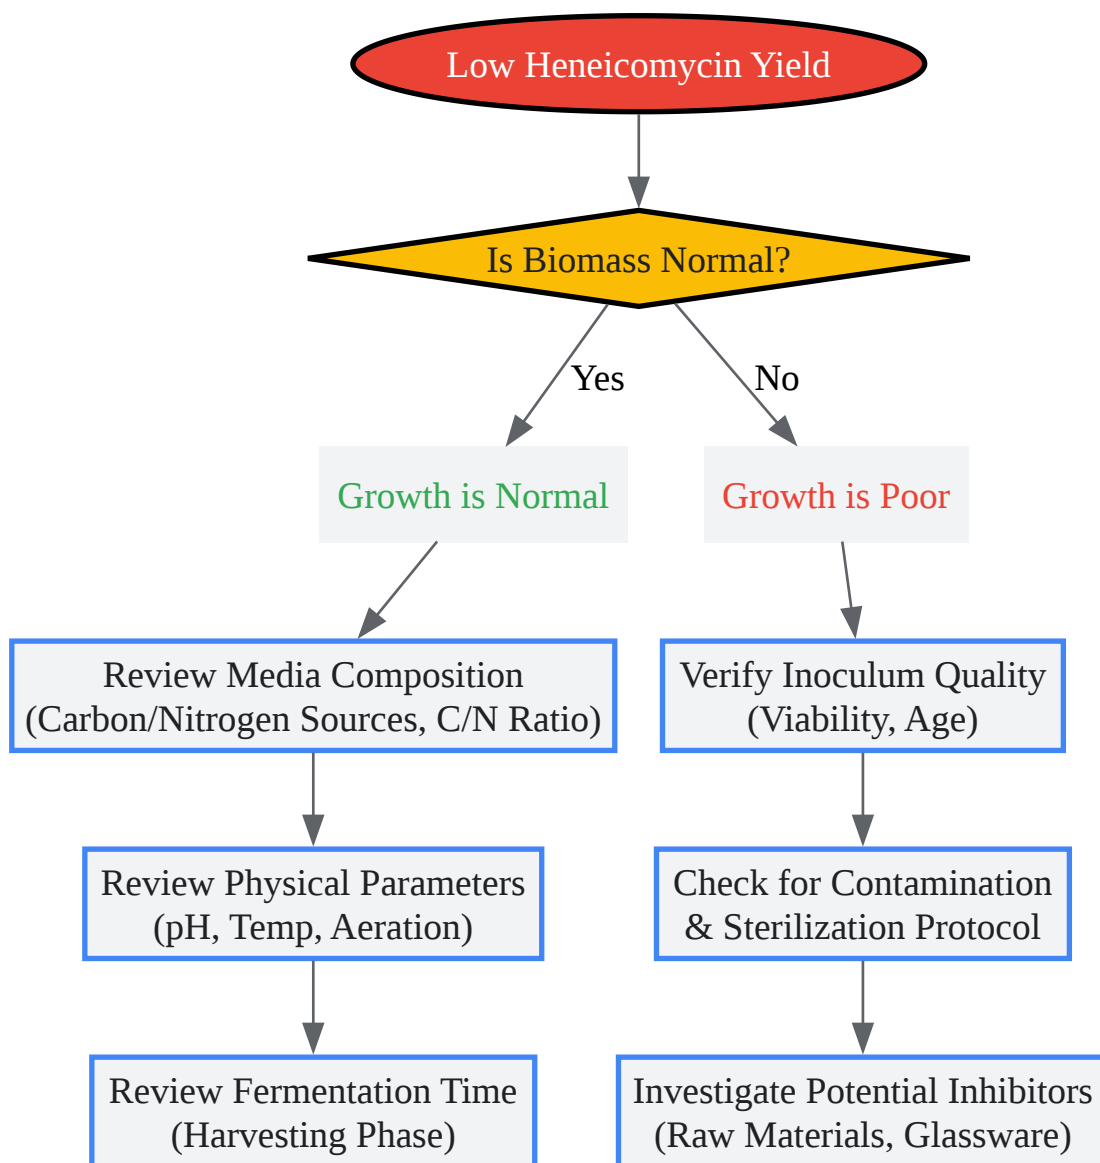 Low Heneicomycin Yield
Is Biomass Normal?
Yes
No
Growth is Normal
Growth is Poor
Review Media Composition
(Carbon/Nitrogen Sources, C/N Ratio)
Verify Inoculum Quality
(Viability, Age)
Review Physical Parameters
(pH, Temp, Aeration)
Check for Contamination
& Sterilization Protocol
Review Fermentation Time
(Harvesting Phase)
Investigate Potential Inhibitors
(Raw Materials, Glassware)